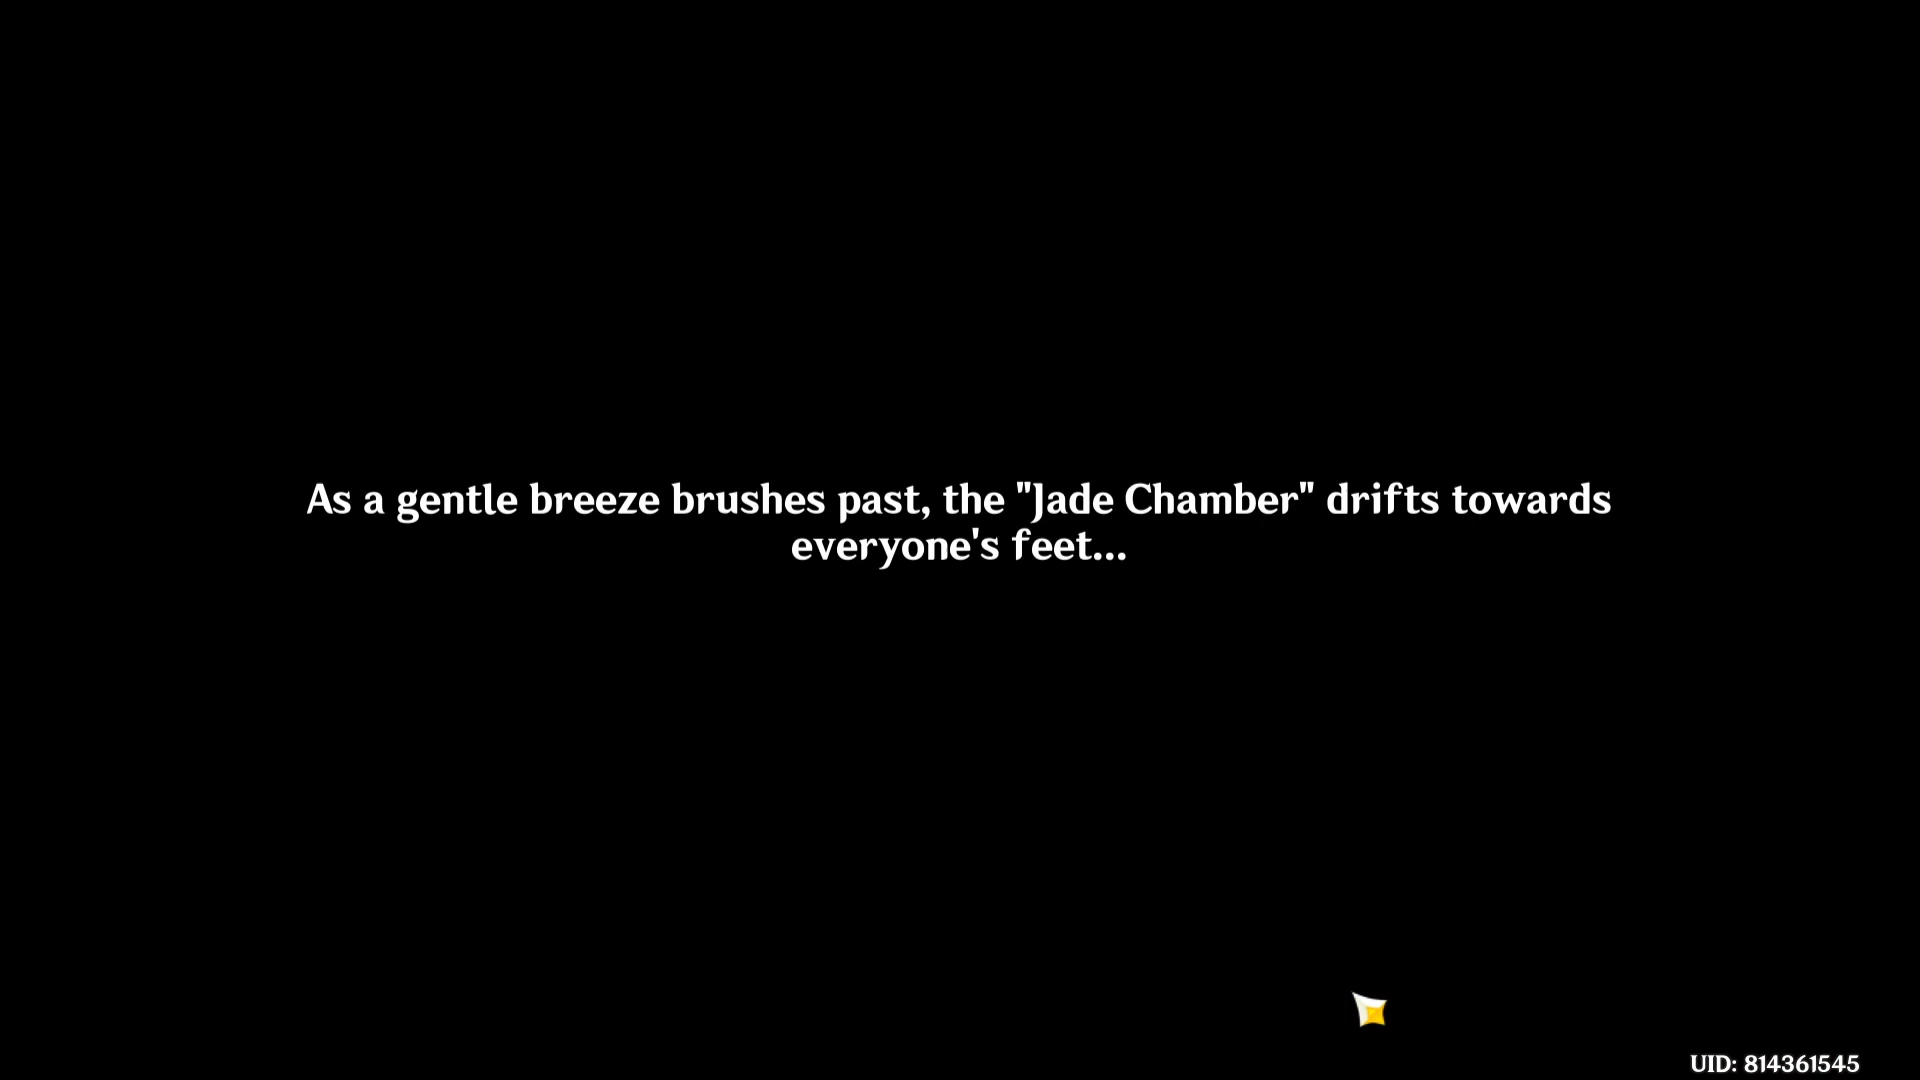 As a gentle breeze brushes past, the "Jade Chamber" drifts towards
everyone's feet...
UID: 814361545